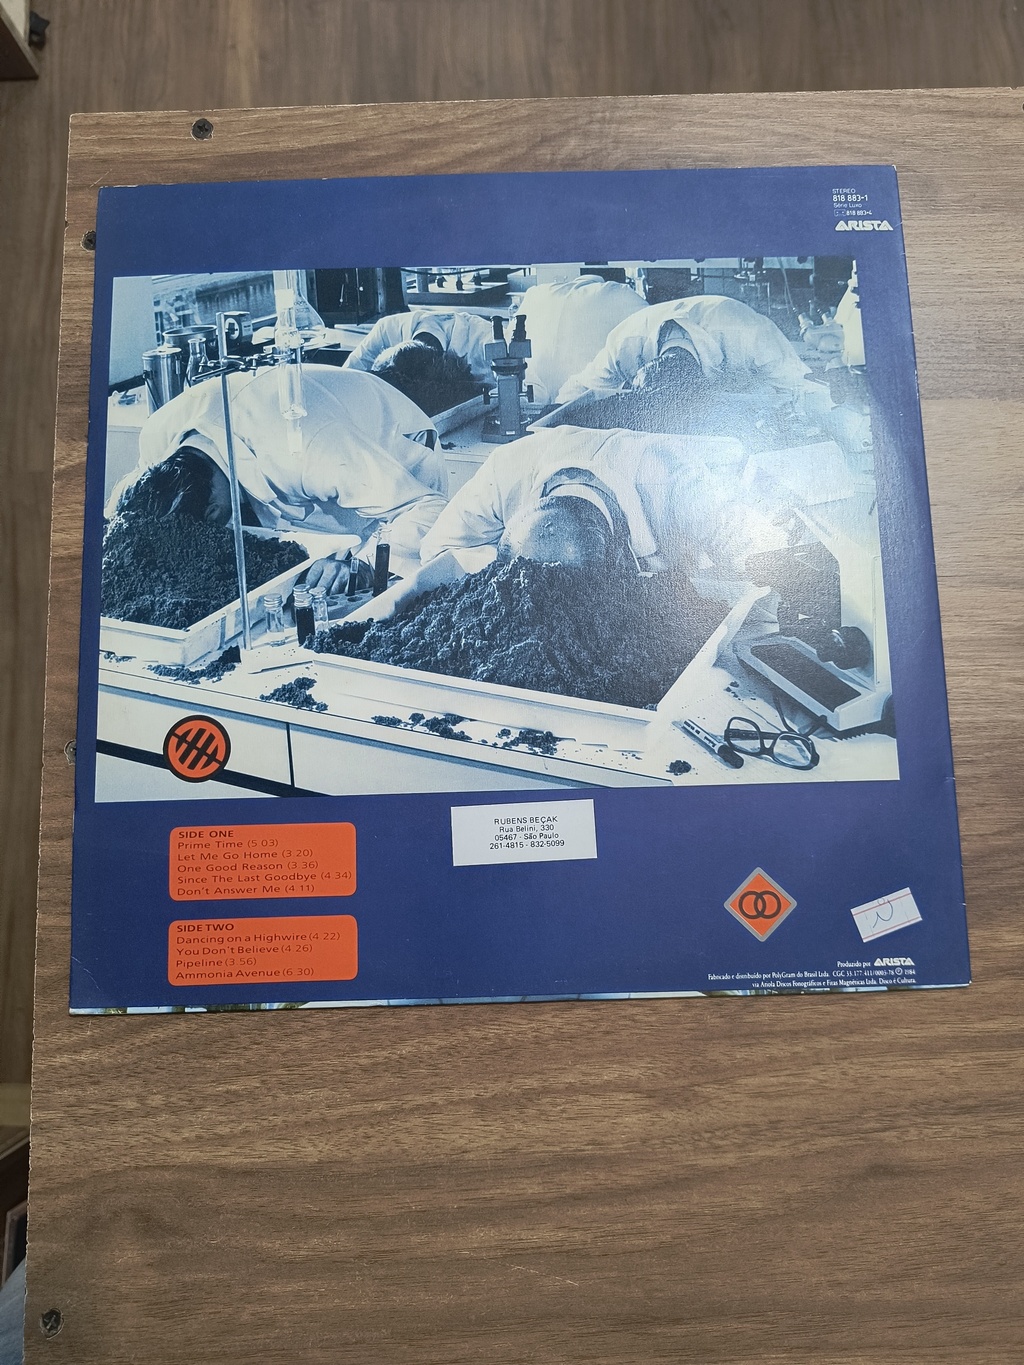 STEREO
818 883-1
Série Luxo
818 883-4
ARISTA
SIDE ONE
Prime Time (5 03)
Let Me Go Home (3 20)
One Good Reason (3 36)
Since The Last Goodbye (4 34)
Don't Answer Me (4 11)
SIDE TWO
Dancing on a Highwire (4 22)
You Don't Believe (4 26)
Pipeline (3 56)
Ammonia Avenue (6 30)
RUBENS BEÇAK
Rua Belini, 330
05467 - São Paulo
261-4815 - 832-5099
Produzido por ARISTA
Fabricado e distribuído por PolyGram do Brasil Ltda. CGC 33.177.411/0003-78 ℗ 1984
via Ariola Discos Fonográficos e Fitas Magnéticas Ltda. Disco é Cultura.